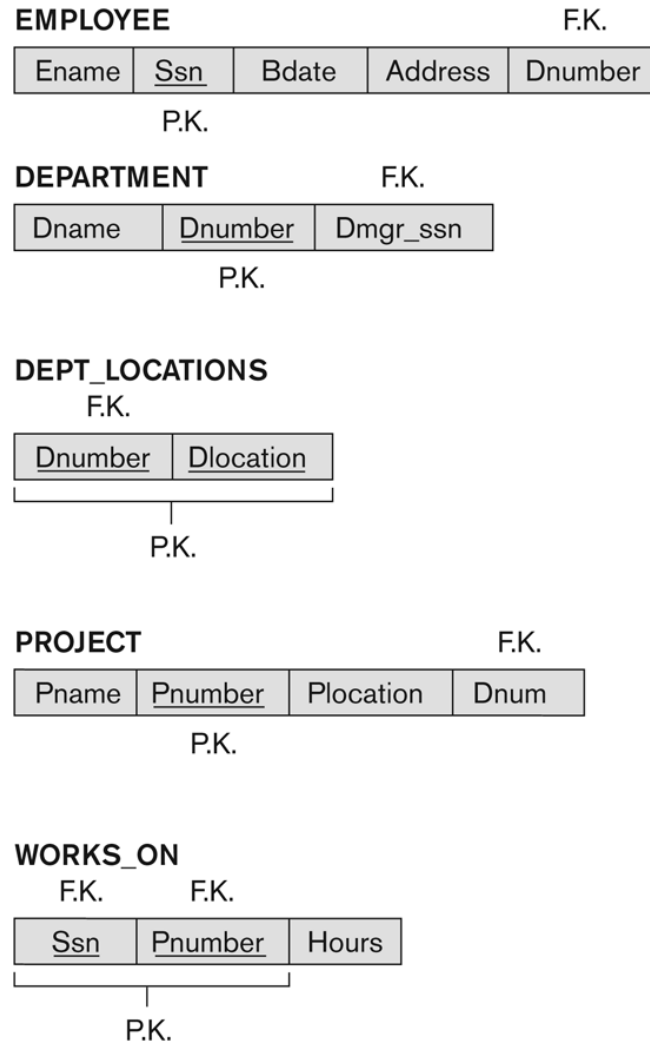 EMPLOYEE F.K.
Ename Ssn Bdate Address Dnumber
P.K.
DEPARTMENT F.K.
Dname Dnumber Dmgr_ssn
P.K.
DEPT_LOCATIONS
F.K.
Dnumber Dlocation
P.K.
PROJECT F.K.
Pname Pnumber Plocation Dnum
P.K.
WORKS_ON
F.K. F.K.
Ssn Pnumber Hours
P.K.